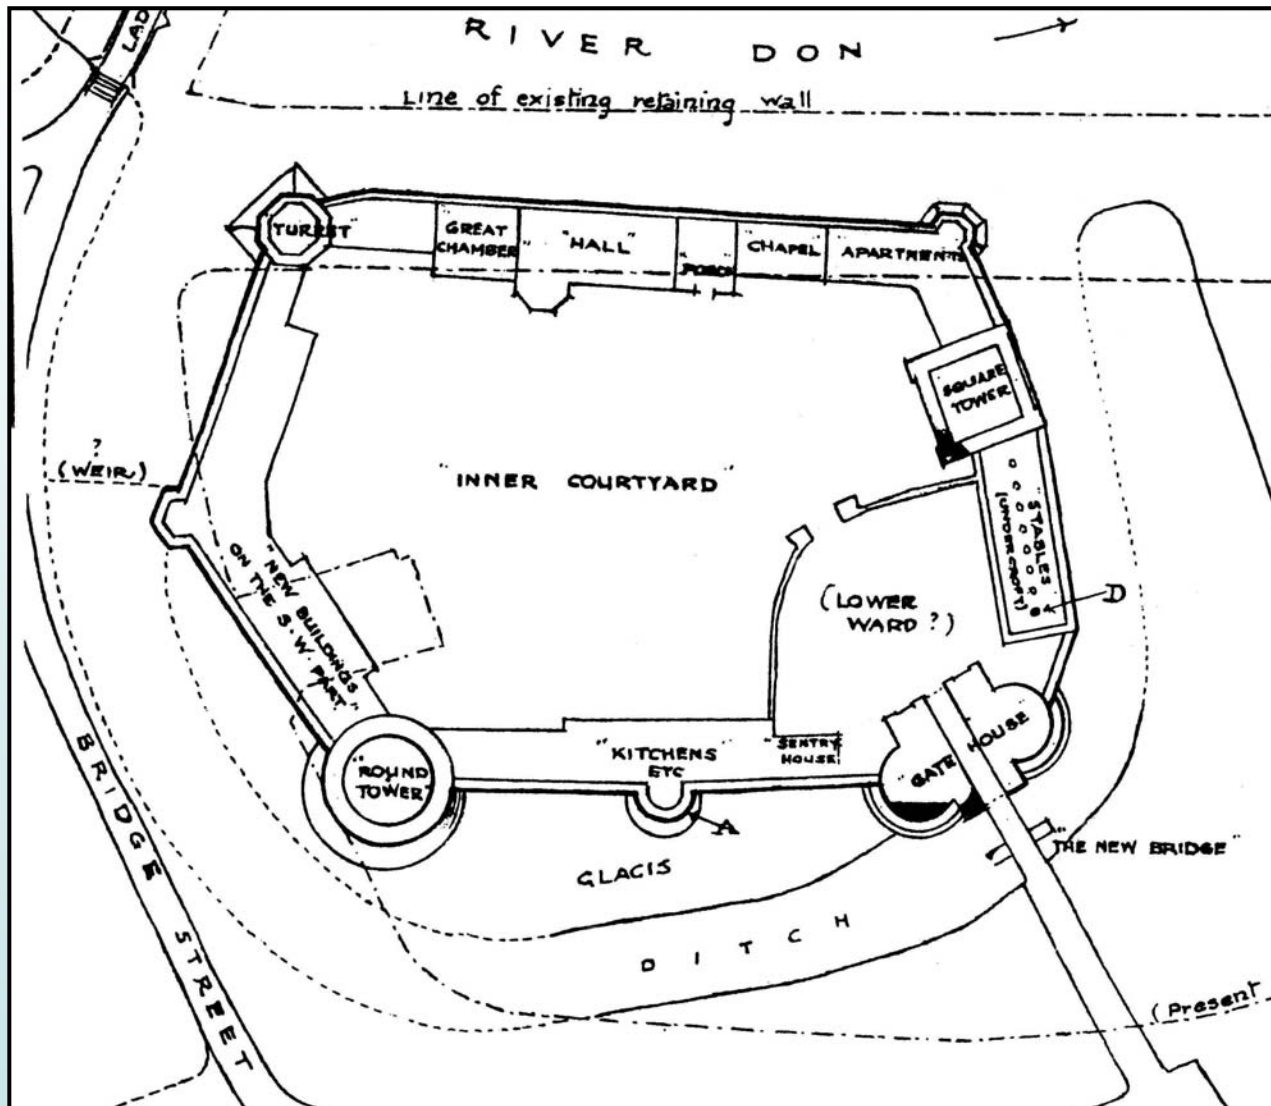 LAD
RIVER DON
Line of existing retaining wall
"TURRET"
"GREAT
CHAMBER"
"HALL"
"PORCH"
"CHAPEL"
APARTMENTS
"SQUARE
TOWER"
?
(WEIR)
"INNER COURTYARD"
"STABLES"
(UNDERCROFT)
D
(LOWER
WARD ?)
"NEW BUILDINGS
ON THE S.W. PART"
"ROUND
TOWER"
"KITCHENS"
ETC
"SENTRY
HOUSE
"GATE HOUSE
A
"THE NEW BRIDGE"
GLACIS
DITCH
BRIDGE STREET
(Present